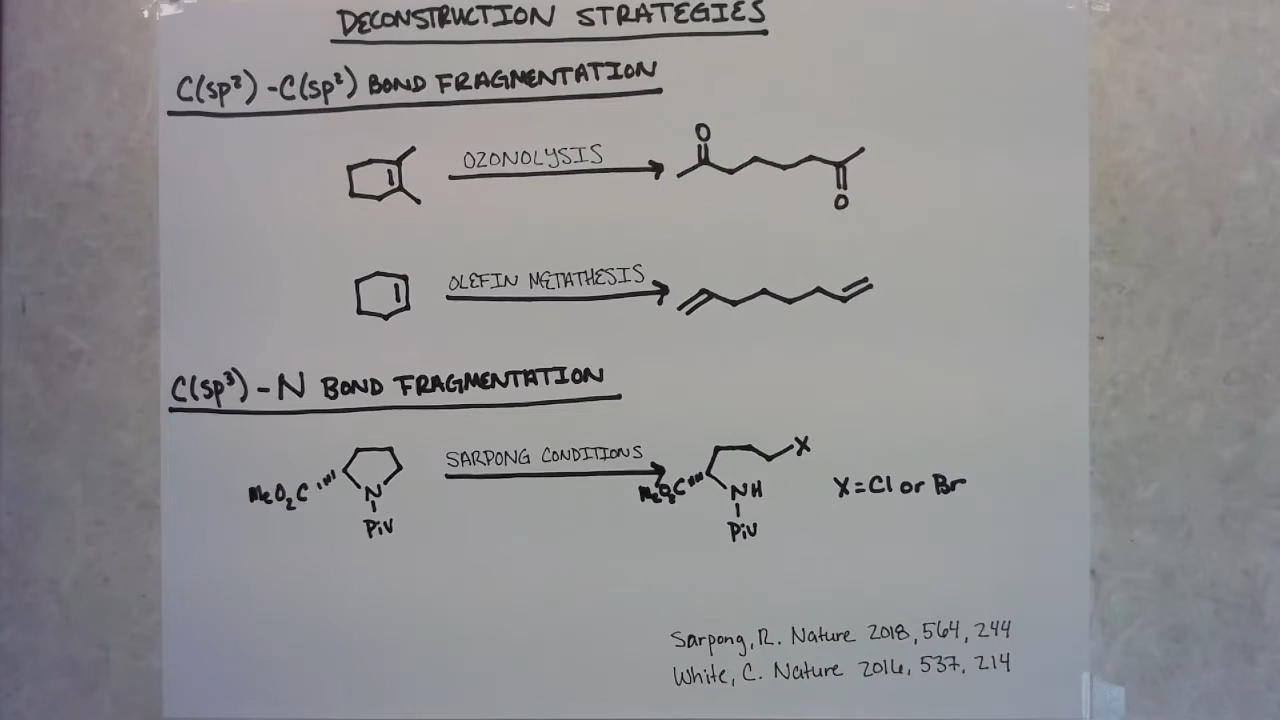 DECONSTRUCTION STRATEGIES
C(sp²)-C(sp²) BOND FRAGMENTATION
OZONOLYSIS
O
O
OLEFIN METATHESIS
C(sp³)-N BOND FRAGMENTATION
SARPONG CONDITIONS
X
MeO₂C
N
MeO₂C
NH
X=Cl or Br
Piv
Piv
Sarpong, R. Nature 2018, 564, 244
White, C. Nature 2016, 537, 214